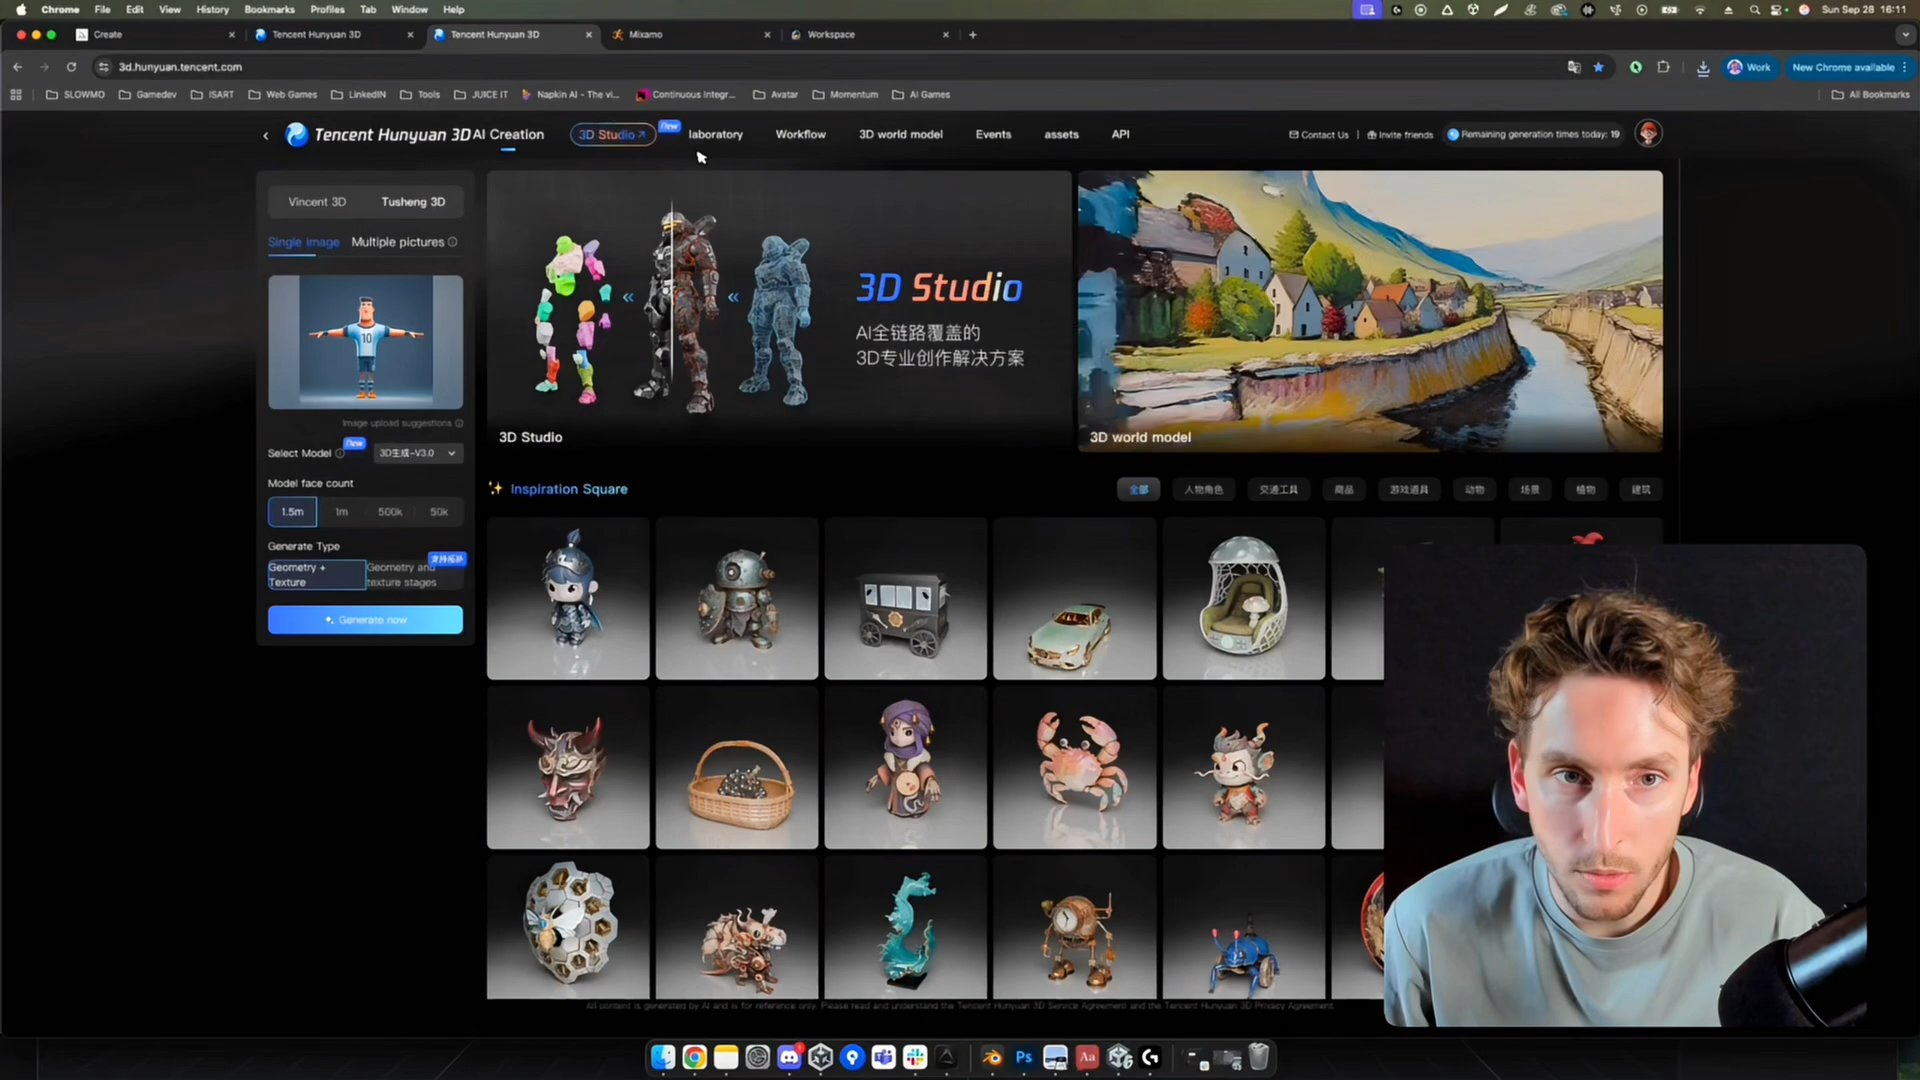 Chrome File Edit View History Bookmarks Profiles Tab Window Help
Sun Sep 28 16:11
Create
Tencent Hunyuan 3D
Tencent Hunyuan 3D
Mixamo
Workspace
3d.hunyuan.tencent.com
Work
New Chrome available
SLOWMO
Gamedev
ISART
Web Games
LinkedIN
Tools
JUICE IT
Napkin AI - The vi...
Continuous Integr...
Avatar
Momentum
AI Games
All Bookmarks
Tencent Hunyuan 3D
AI Creation
3D Studio
New
laboratory
Workflow
3D world model
Events
assets
API
Contact Us
Invite friends
Remaining generation times today: 19
Vincent 3D
Tusheng 3D
Single image
Multiple pictures
10
Image upload suggestions
Select Model
New
3D生成-V3.0
Model face count
1.5m
1m
500k
50k
Generate Type
Geometry +
Texture
Geometry and
texture stages
支持拓扑
Generate now
3D Studio
AI全链路覆盖的
3D专业创作解决方案
3D Studio
3D world model
Inspiration Square
全部
人物角色
交通工具
商品
游戏道具
动物
场景
植物
建筑
All content is generated by AI and is for reference only. Please read and understand the Tencent Hunyuan 3D Service Agreement and the Tencent Hunyuan 3D Privacy Agreement.
Ps
Aa